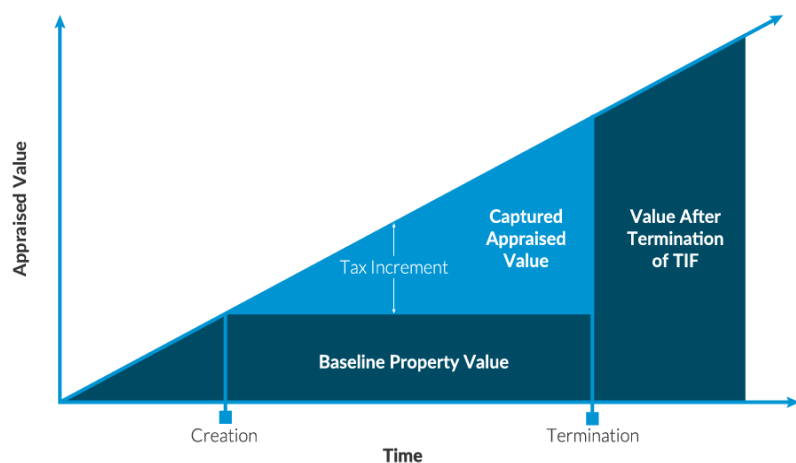 Appraised Value
Captured
Appraised
Value
Value After
Termination
of TIF
Tax Increment
Baseline Property Value
Creation
Termination
Time